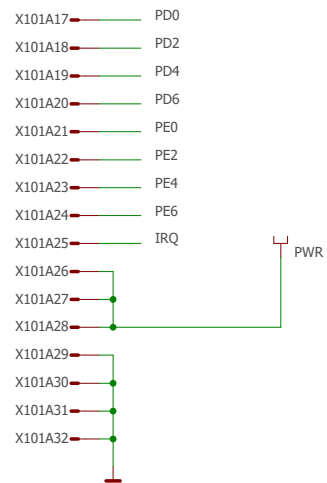 X101A17 PD0
X101A18 PD2
X101A19 PD4
X101A20 PD6
X101A21 PE0
X101A22 PE2
X101A23 PE4
X101A24 PE6
X101A25 IRQ
PWR
X101A26
X101A27
X101A28
X101A29
X101A30
X101A31
X101A32